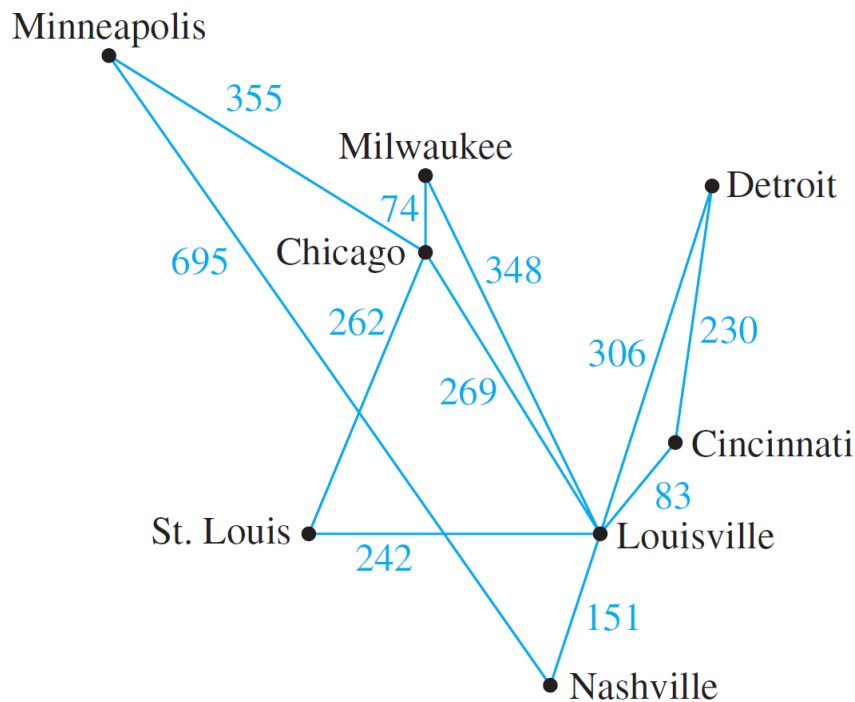 Minneapolis
355
Milwaukee
Detroit
74
Chicago
695
348
262
230
306
269
Cincinnati
83
St. Louis
Louisville
242
151
Nashville